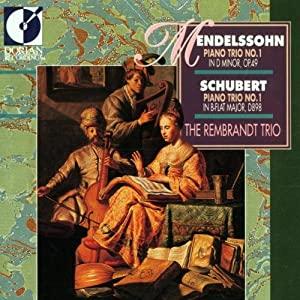 DORIAN
RECORDINGS
MENDELSSOHN
PIANO TRIO NO.1
IN D MINOR, OP.49
SCHUBERT
PIANO TRIO NO.1
IN B-FLAT MAJOR, D898
THE REMBRANDT TRIO